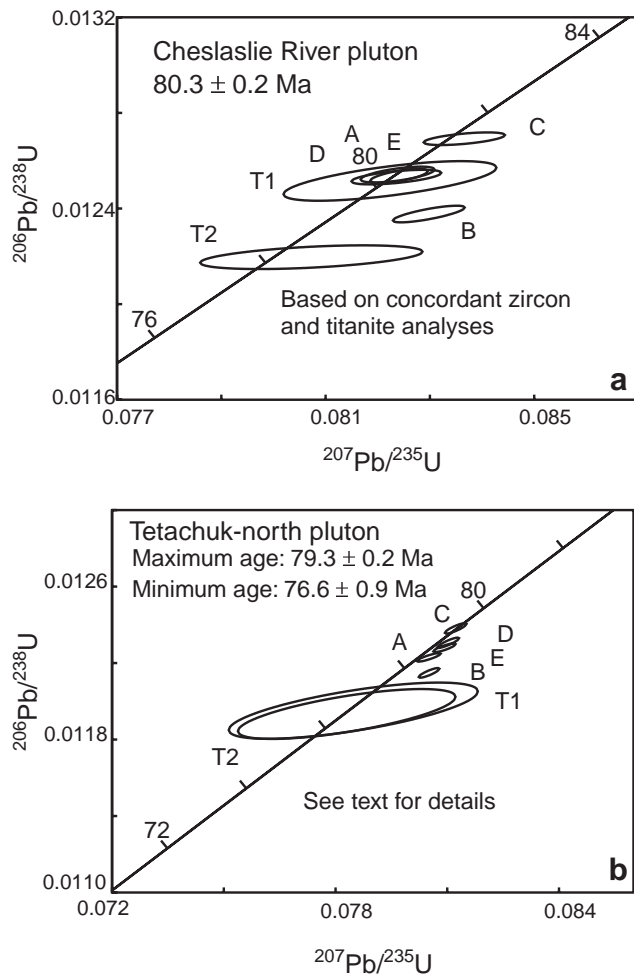 0.0132
Cheslaslie River pluton
80.3 ± 0.2 Ma
84
A
E
C
D
80
T1
0.0124
B
T2
²⁰⁶Pb/²³⁸U
Based on concordant zircon
and titanite analyses
76
a
0.0116
0.077
0.081
0.085
²⁰⁷Pb/²³⁵U
Tetachuk-north pluton
Maximum age: 79.3 ± 0.2 Ma
Minimum age: 76.6 ± 0.9 Ma
0.0126
80
C
D
A
E
B
T1
²⁰⁶Pb/²³⁸U
0.0118
T2
See text for details
72
b
0.0110
0.072
0.078
0.084
²⁰⁷Pb/²³⁵U